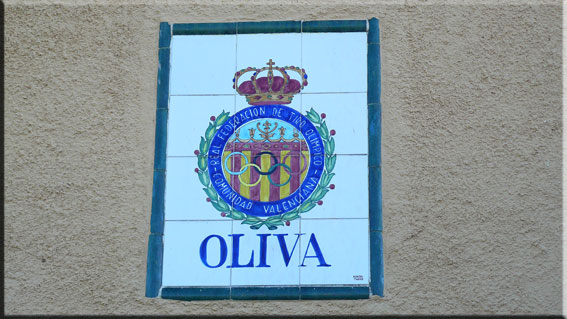 REAL FEDERACION DE TIRO OLIMPICO
- COMUNIDAD VALENCIANA -
OLIVA